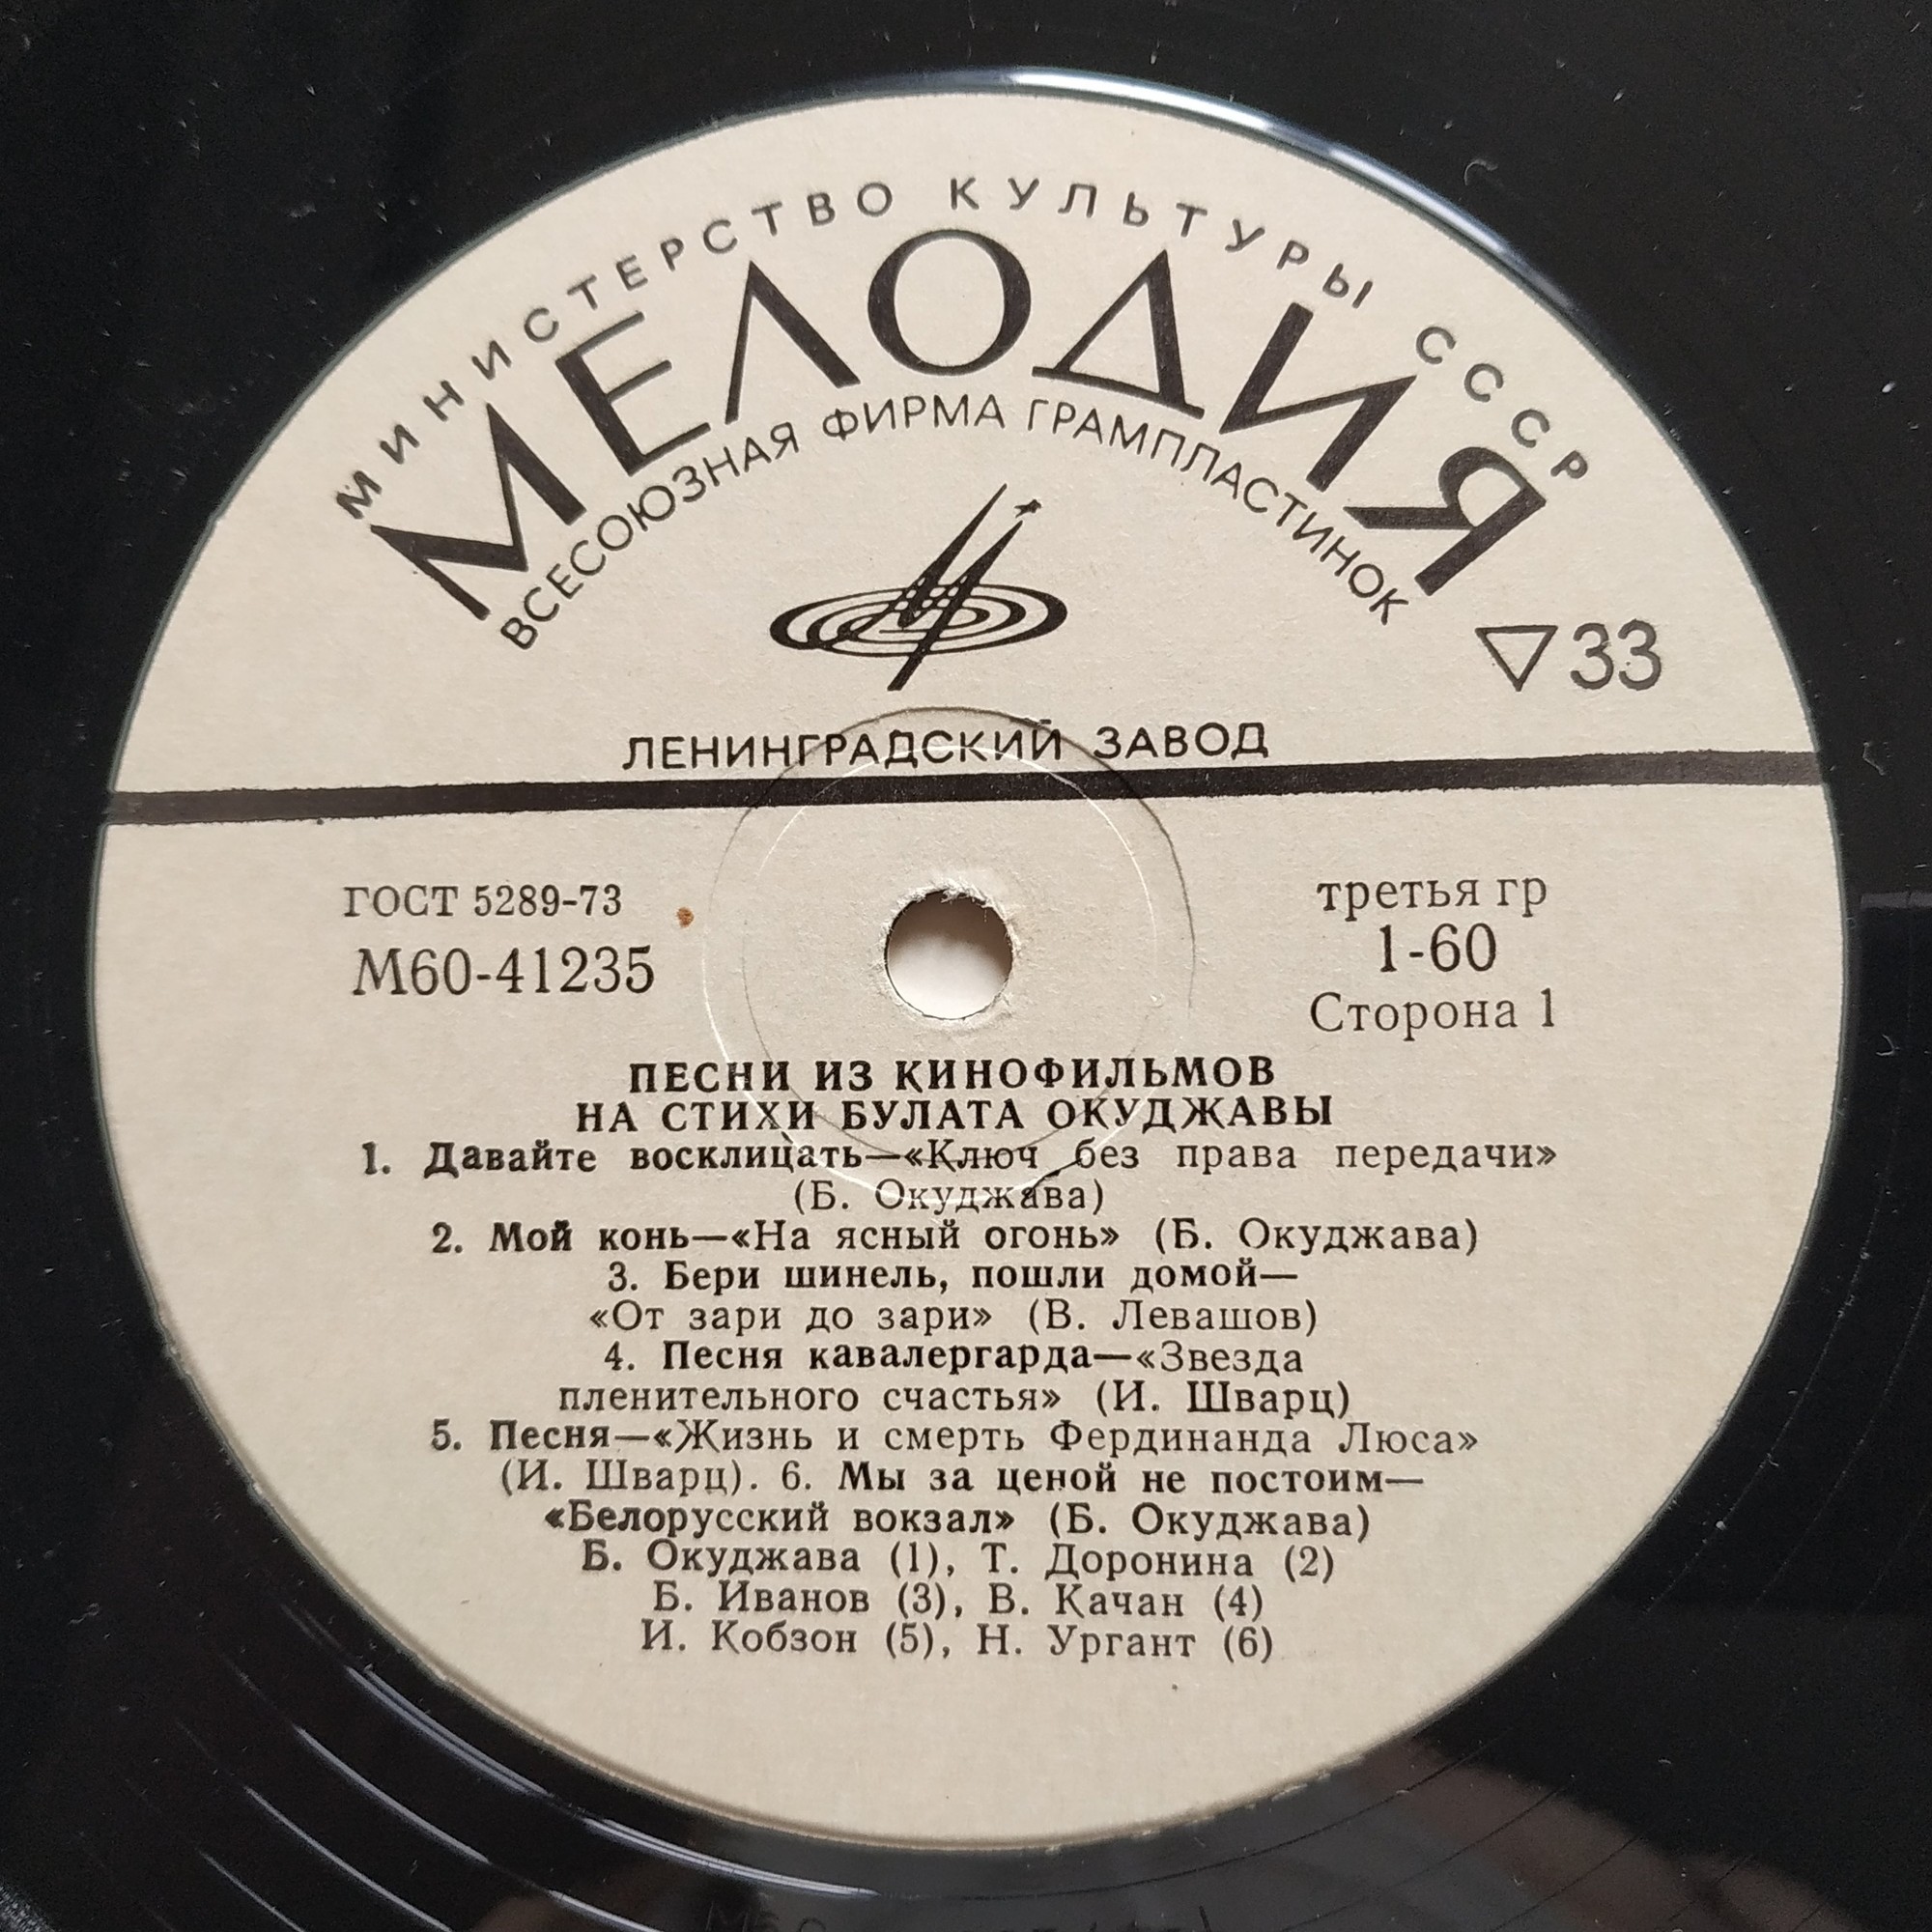 МИНИСТЕРСТВО КУЛЬТУРЫ СССР
МЕЛОДИЯ
ВСЕСОЮЗНАЯ ФИРМА ГРАМПЛАСТИНОК
▽33
ЛЕНИНГРАДСКИЙ ЗАВОД
ГОСТ 5289-73
М60-41235
третья гр
1-60
Сторона 1
ПЕСНИ ИЗ КИНОФИЛЬМОВ
НА СТИХИ БУЛАТА ОКУДЖАВЫ
1. Давайте восклицать—«Ключ без права передачи»
(Б. Окуджава)
2. Мой конь—«На ясный огонь» (Б. Окуджава)
3. Бери шинель, пошли домой—
«От зари до зари» (В. Левашов)
4. Песня кавалергарда—«Звезда
пленительного счастья» (И. Шварц)
5. Песня—«Жизнь и смерть Фердинанда Люса»
(И. Шварц). 6. Мы за ценой не постоим—
«Белорусский вокзал» (Б. Окуджава)
Б. Окуджава (1), Т. Доронина (2)
Б. Иванов (3), В. Качан (4)
И. Кобзон (5), Н. Ургант (6)